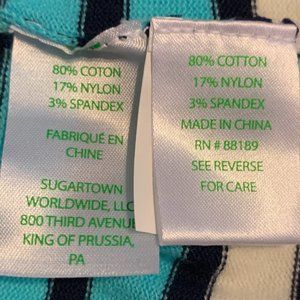 80% COTON
17% NYLON
3% SPANDEX
FABRIQUÉ EN
CHINE
SUGARTOWN
WORLDWIDE, LLC
800 THIRD AVENUE
KING OF PRUSSIA,
PA
80% COTTON
17% NYLON
3% SPANDEX
MADE IN CHINA
RN # 88189
SEE REVERSE
FOR CARE